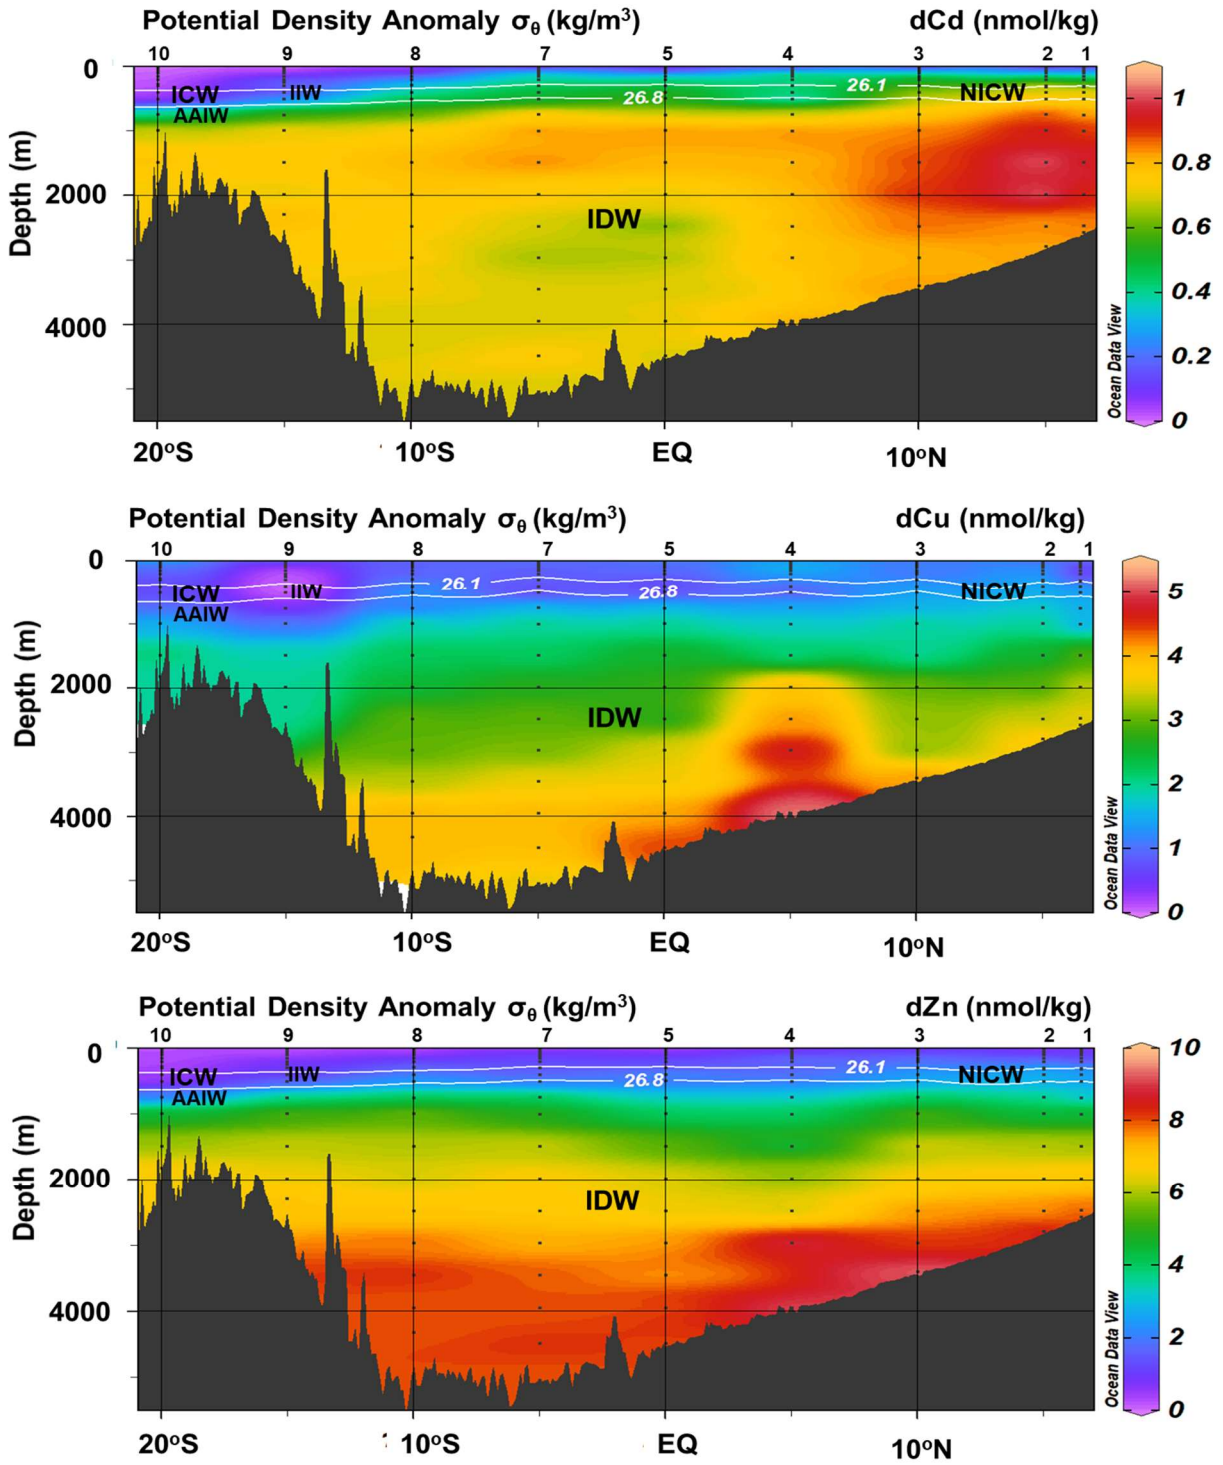 Potential Density Anomaly σθ (kg/m³) dCd (nmol/kg)
10 9 8 7 5 4 3 2 1
0
2000
4000
Depth (m)
ICW
IIW
AAIW
26.1
26.8
NICW
IDW
20°S 10°S EQ 10°N
Ocean Data View
1
0.8
0.6
0.4
0.2
0
Potential Density Anomaly σθ (kg/m³) dCu (nmol/kg)
10 9 8 7 5 4 3 2 1
0
2000
4000
Depth (m)
ICW
IIW
AAIW
26.1
26.8
NICW
IDW
20°S 10°S EQ 10°N
Ocean Data View
5
4
3
2
1
0
Potential Density Anomaly σθ (kg/m³) dZn (nmol/kg)
10 9 8 7 5 4 3 2 1
0
2000
4000
Depth (m)
ICW
IIW
AAIW
26.1
26.8
NICW
IDW
20°S 10°S EQ 10°N
Ocean Data View
10
8
6
4
2
0